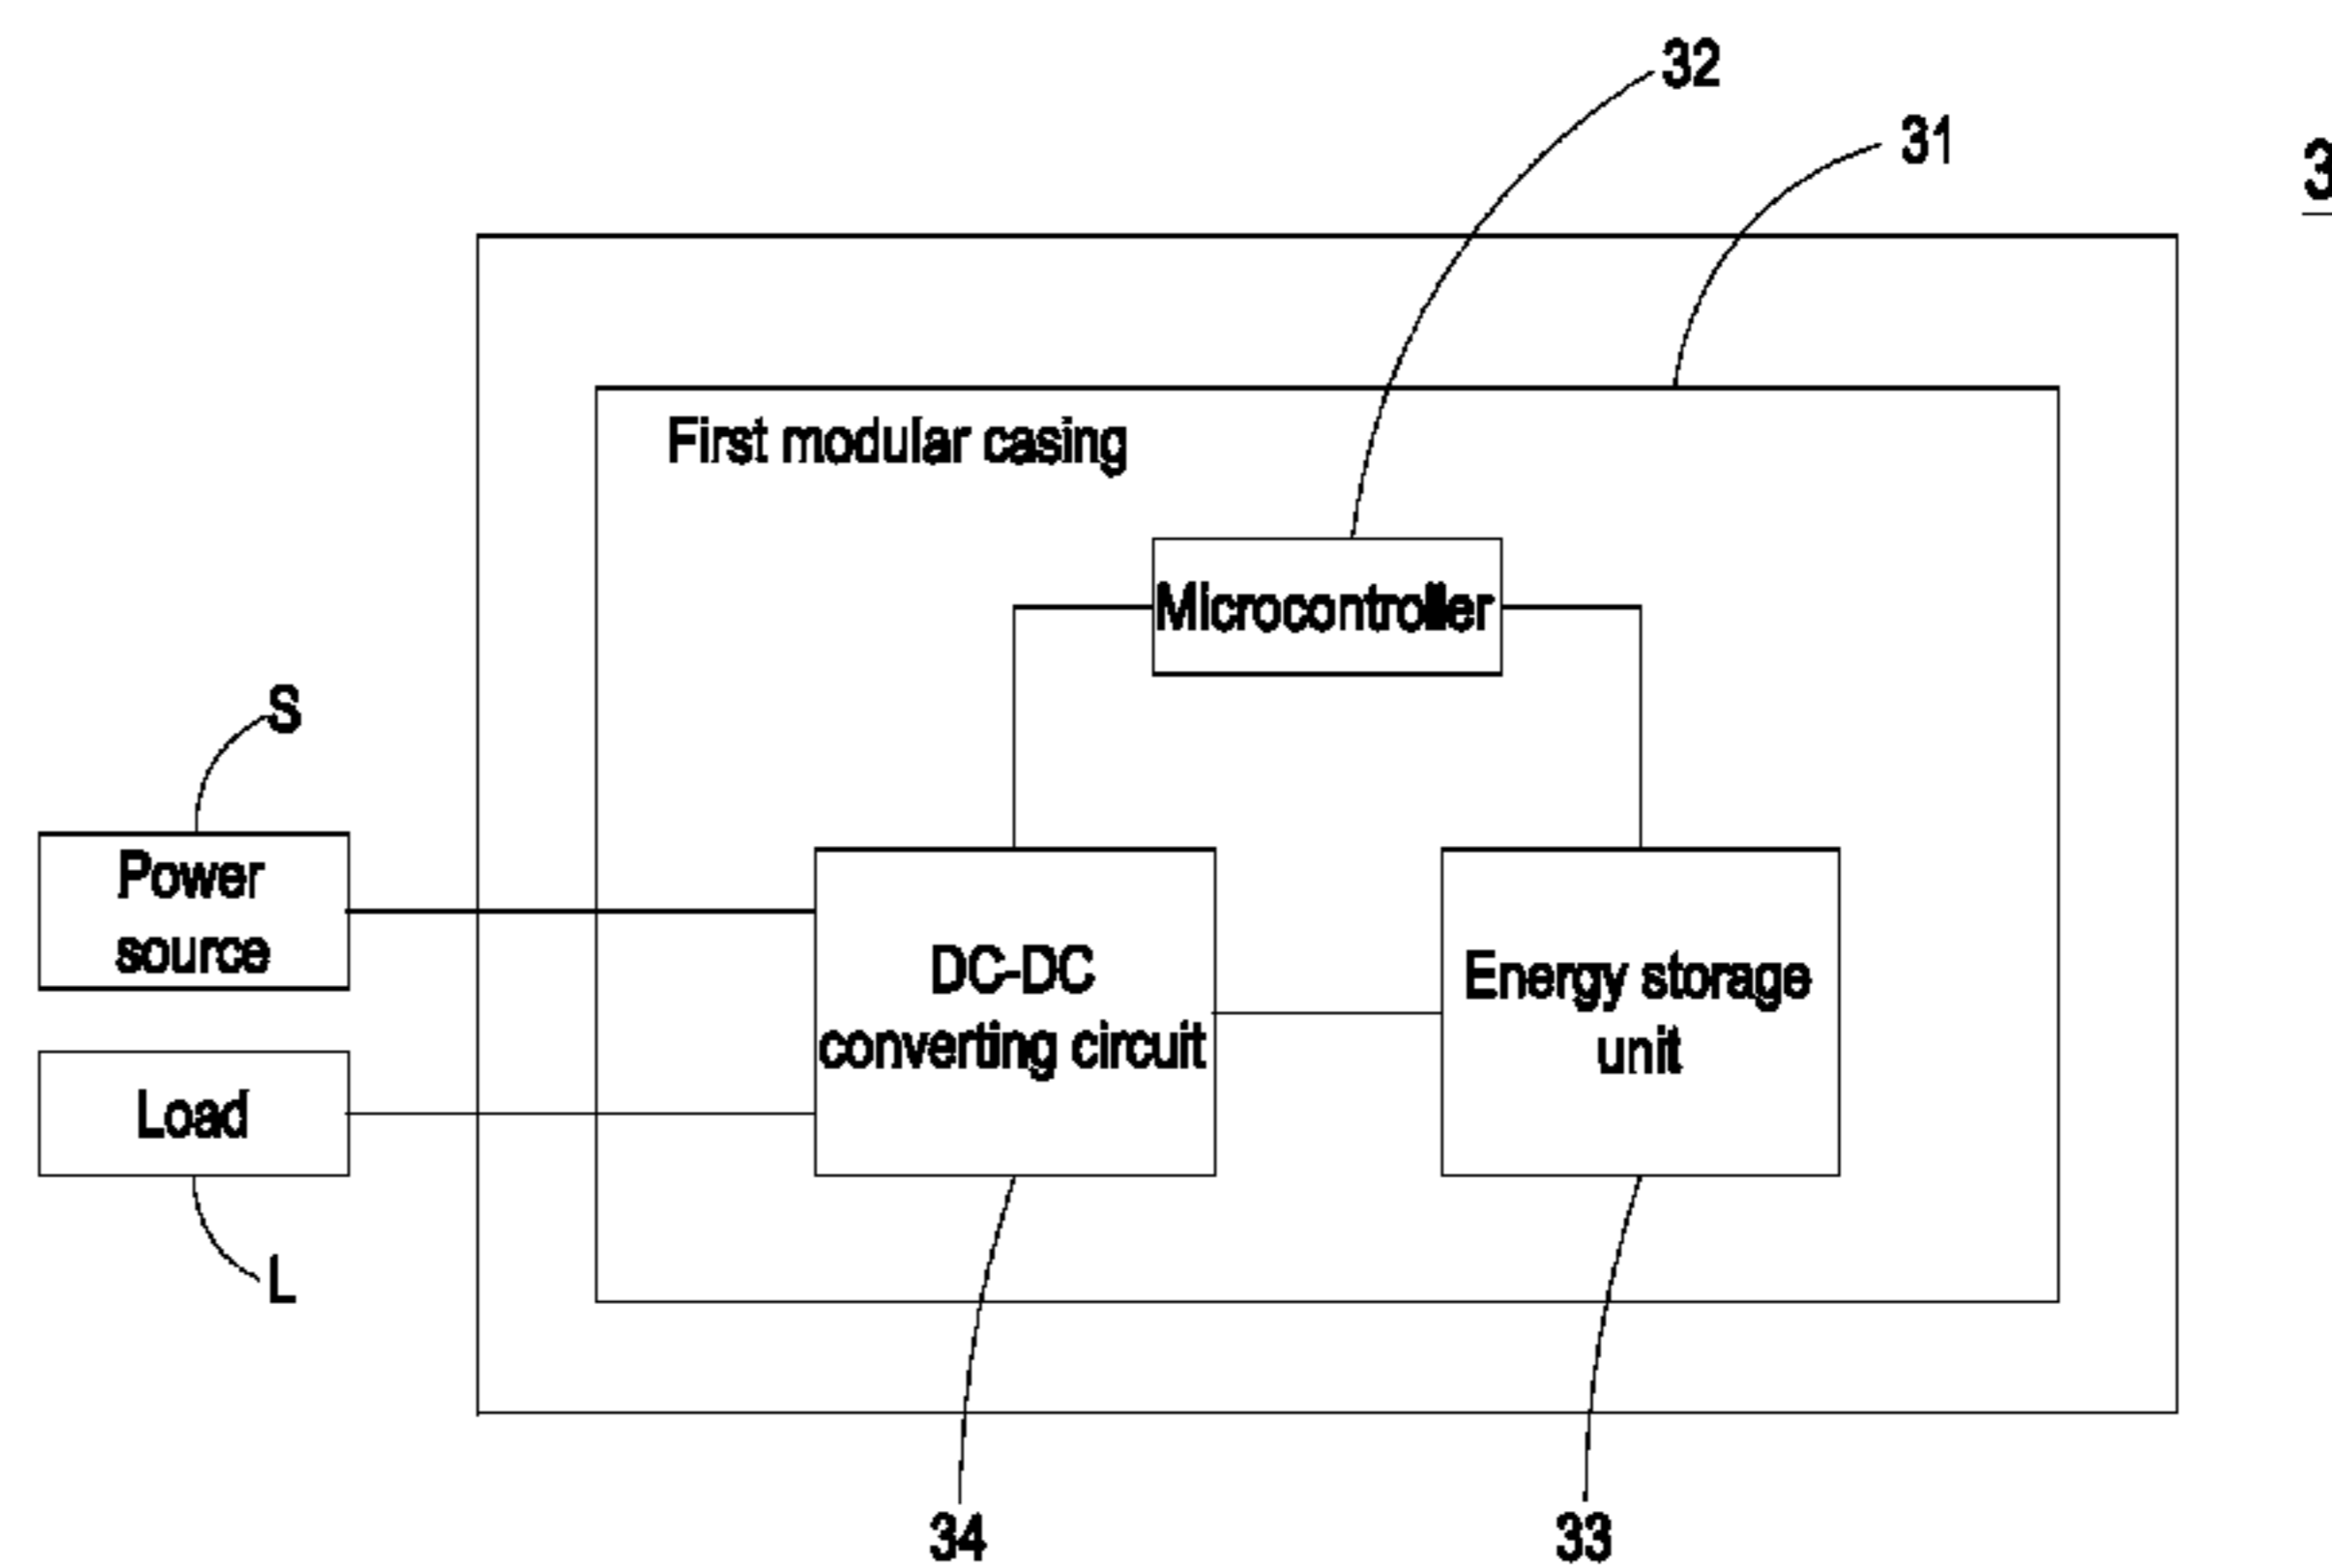 32
31
3
First modular casing
Microcontroller
S
Power
source
DC-DC
converting circuit
Energy storage
unit
Load
L
34
33